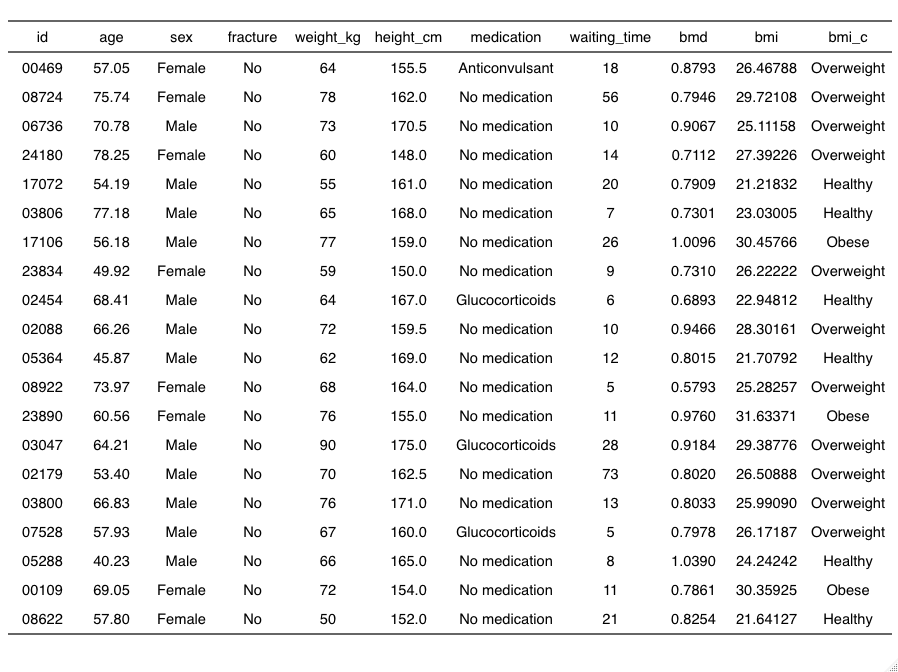 id age sex fracture weight_kg height_cm medication waiting_time bmd bmi bmi_c
00469 57.05 Female No 64 155.5 Anticonvulsant 18 0.8793 26.46788 Overweight
08724 75.74 Female No 78 162.0 No medication 56 0.7946 29.72108 Overweight
06736 70.78 Male No 73 170.5 No medication 10 0.9067 25.11158 Overweight
24180 78.25 Female No 60 148.0 No medication 14 0.7112 27.39226 Overweight
17072 54.19 Male No 55 161.0 No medication 20 0.7909 21.21832 Healthy
03806 77.18 Male No 65 168.0 No medication 7 0.7301 23.03005 Healthy
17106 56.18 Male No 77 159.0 No medication 26 1.0096 30.45766 Obese
23834 49.92 Female No 59 150.0 No medication 9 0.7310 26.22222 Overweight
02454 68.41 Male No 64 167.0 Glucocorticoids 6 0.6893 22.94812 Healthy
02088 66.26 Male No 72 159.5 No medication 10 0.9466 28.30161 Overweight
05364 45.87 Male No 62 169.0 No medication 12 0.8015 21.70792 Healthy
08922 73.97 Female No 68 164.0 No medication 5 0.5793 25.28257 Overweight
23890 60.56 Female No 76 155.0 No medication 11 0.9760 31.63371 Obese
03047 64.21 Male No 90 175.0 Glucocorticoids 28 0.9184 29.38776 Overweight
02179 53.40 Male No 70 162.5 No medication 73 0.8020 26.50888 Overweight
03800 66.83 Male No 76 171.0 No medication 13 0.8033 25.99090 Overweight
07528 57.93 Male No 67 160.0 Glucocorticoids 5 0.7978 26.17187 Overweight
05288 40.23 Male No 66 165.0 No medication 8 1.0390 24.24242 Healthy
00109 69.05 Female No 72 154.0 No medication 11 0.7861 30.35925 Obese
08622 57.80 Female No 50 152.0 No medication 21 0.8254 21.64127 Healthy